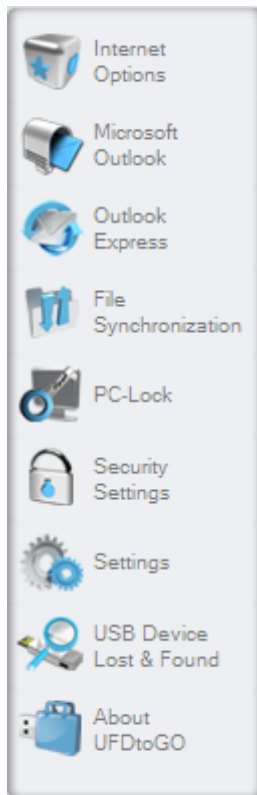 Internet
Options
Microsoft
Outlook
Outlook
Express
File
Synchronization
PC-Lock
Security
Settings
Settings
USB Device
Lost & Found
About
UFDtoGO